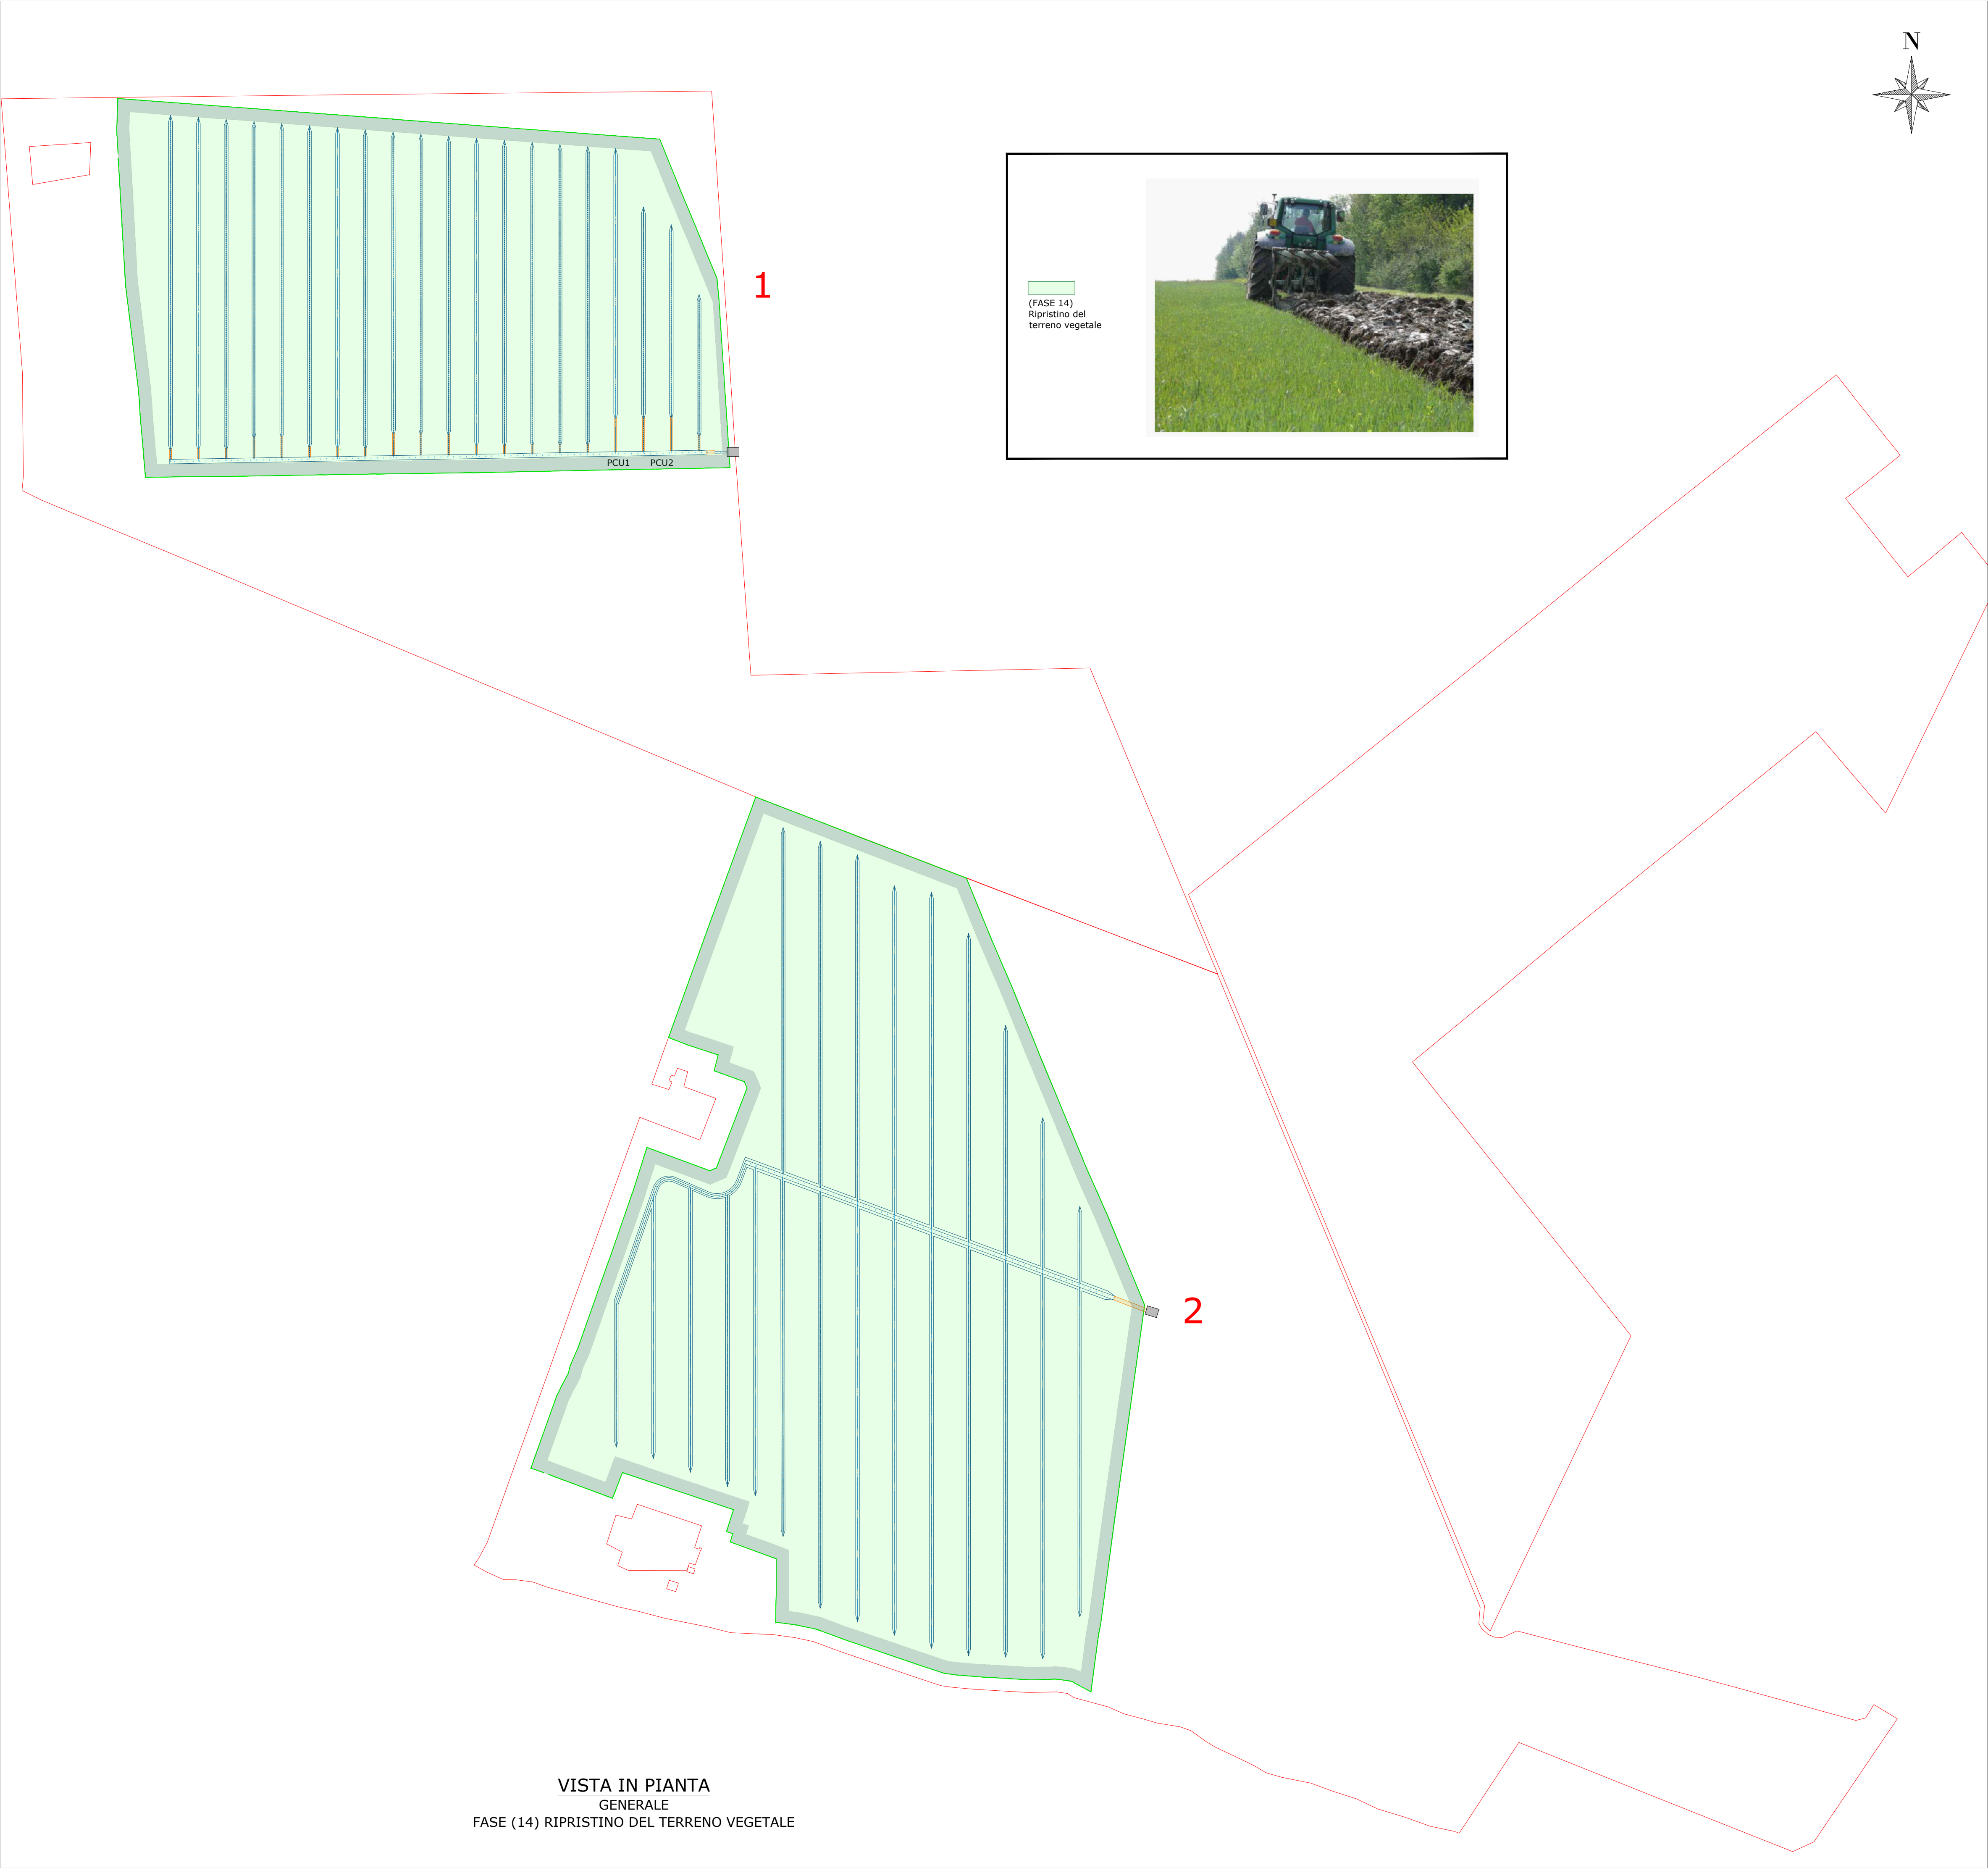 N
1
(FASE 14)
Ripristino del
terreno vegetale
PCU1 PCU2
2
VISTA IN PIANTA
GENERALE
FASE (14) RIPRISTINO DEL TERRENO VEGETALE